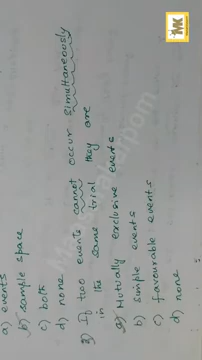 a) events
b) sample space
c) both
d) none
3) If two events cannot occur simultaneously
in the same trial they are
a) Mutually exclusive events
b) simple events
c) favourable events
d) none
MK